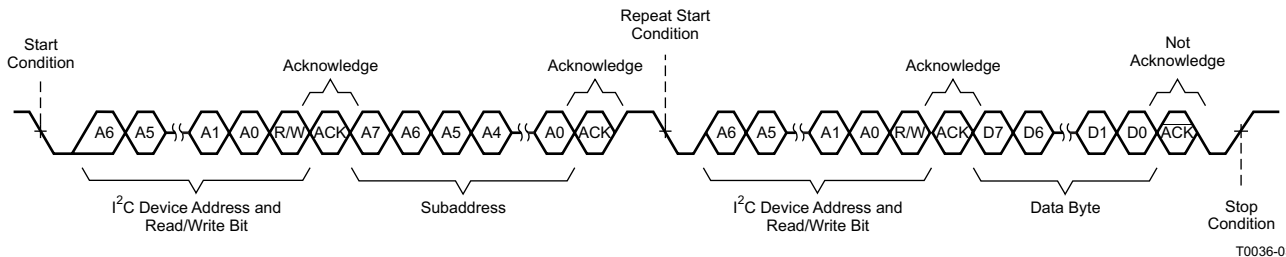 Start
Condition
Repeat Start
Condition
Acknowledge
Acknowledge
Acknowledge
Not
Acknowledge
A6 A5 A1 A0 R/W ACK A7 A6 A5 A4 A0 ACK A6 A5 A1 A0 R/W ACK D7 D6 D1 D0 ACK
I²C Device Address and
Read/Write Bit
Subaddress
I²C Device Address and
Read/Write Bit
Data Byte
Stop
Condition
T0036-0